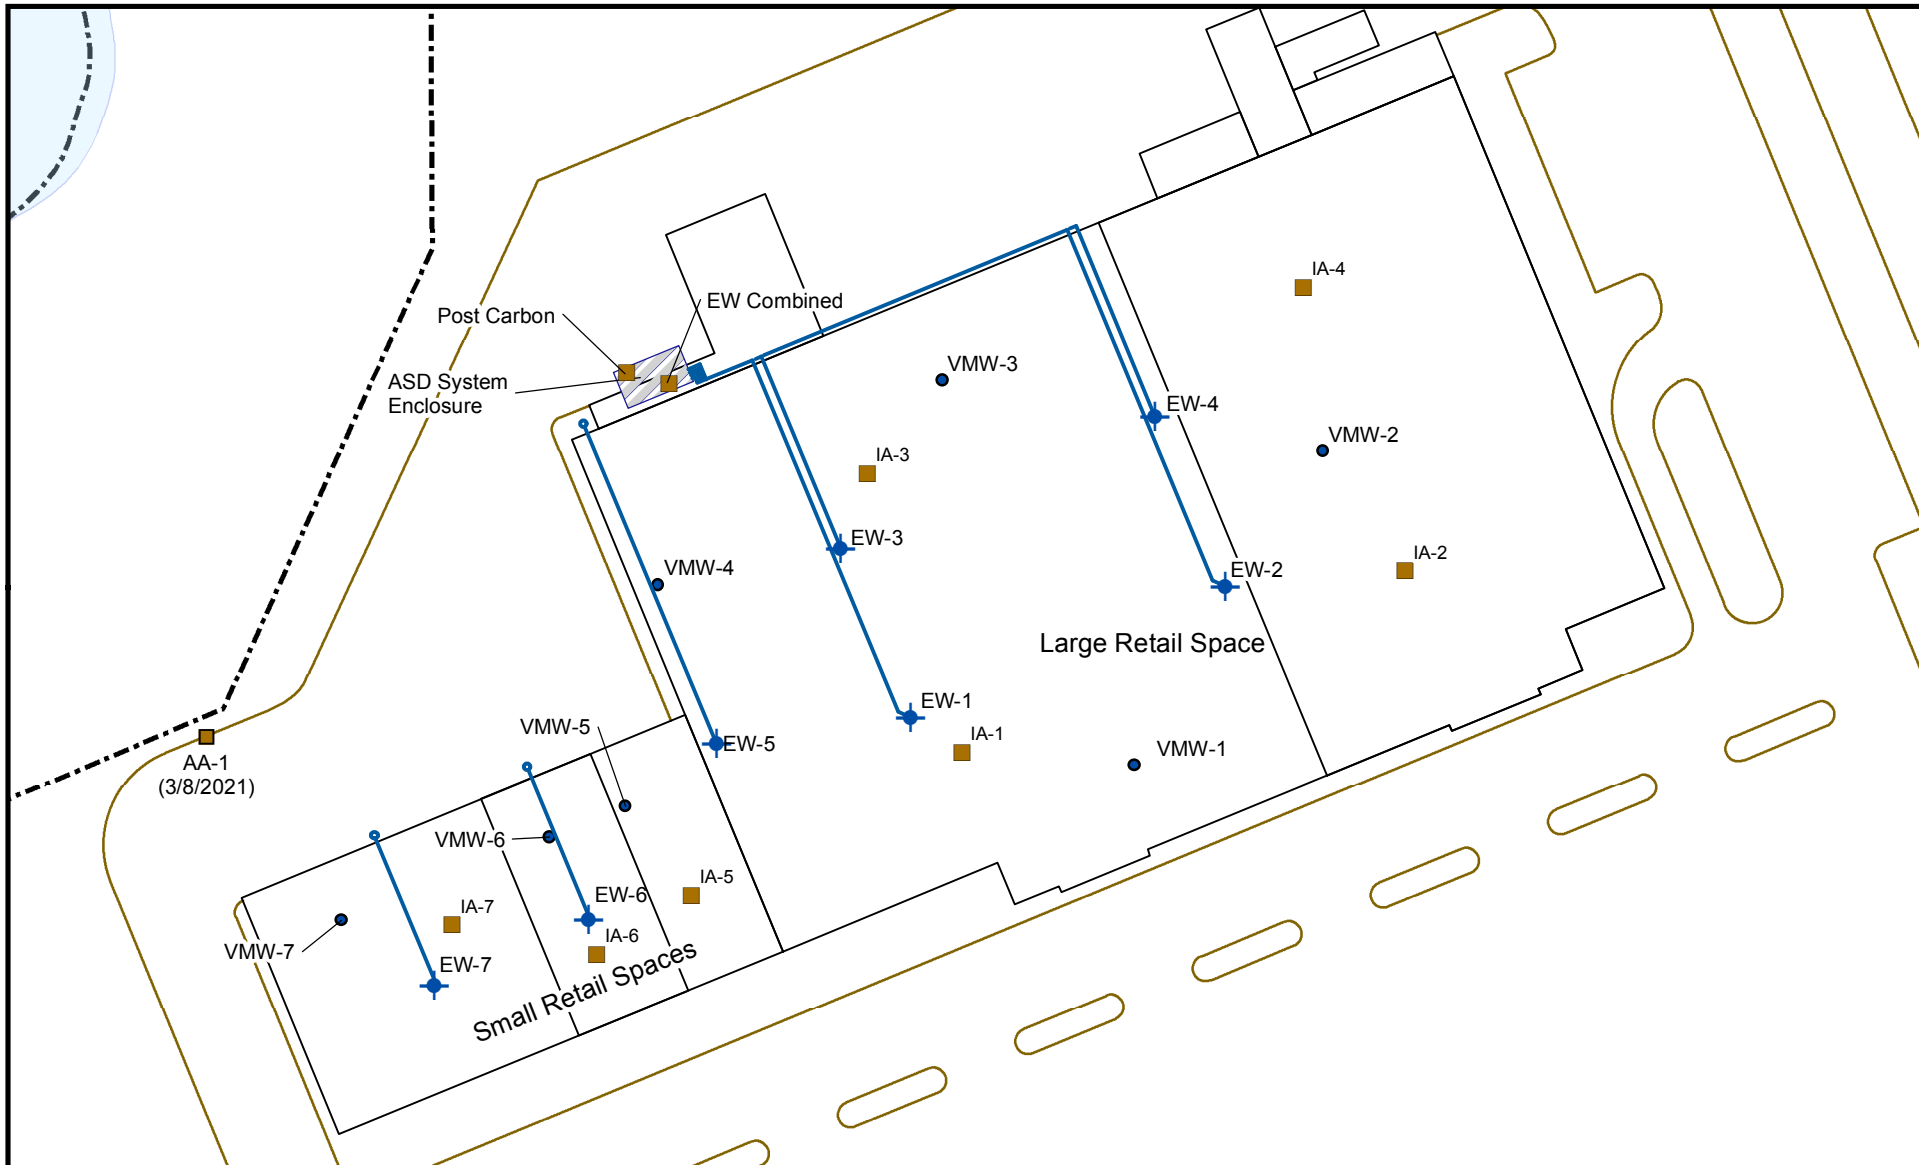 IA-4
EW Combined
Post Carbon
VMW-3
ASD System
Enclosure
EW-4
VMW-2
IA-3
EW-3
IA-2
VMW-4
EW-2
Large Retail Space
EW-1
VMW-5
EW-5
IA-1
VMW-1
AA-1
(3/8/2021)
VMW-6
IA-5
EW-6
IA-7
IA-6
VMW-7
EW-7
Small Retail Spaces